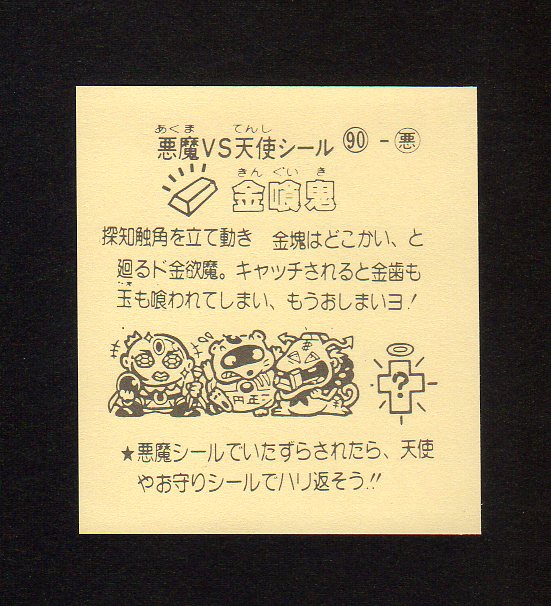 あくま てんし
悪魔VS天使シール 90 - 悪
きんぐいき
金喰鬼
探知触角を立て動き 金塊はどこかい、と
廻るド金欲魔。キャッチされると金歯も
玉も喰われてしまい、もうおしまいヨ!
円正
?
★悪魔シールでいたずらされたら、天使
やお守りシールでハリ返そう!!